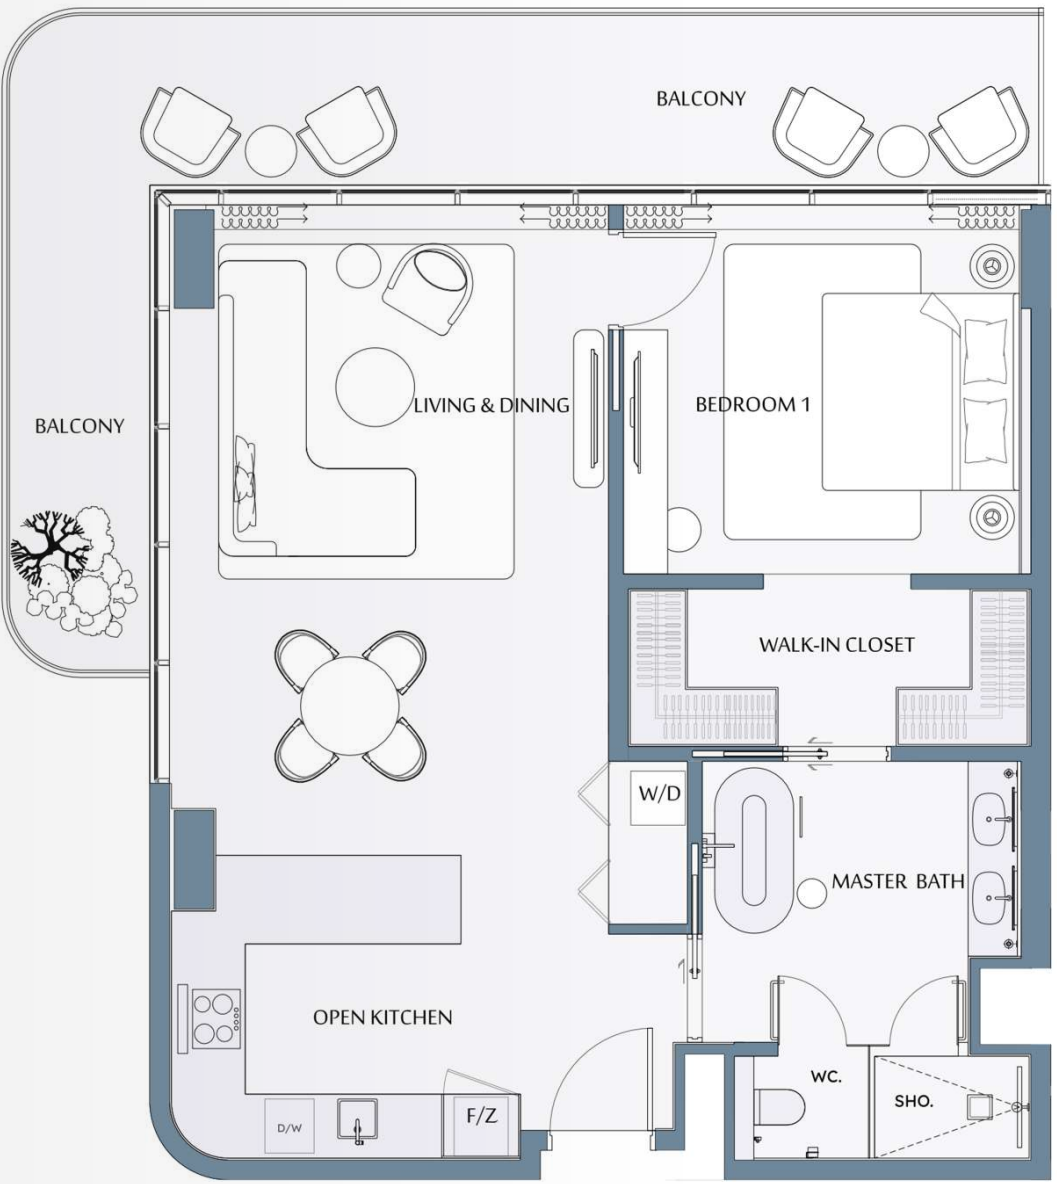 BALCONY
LIVING & DINING
BEDROOM 1
BALCONY
WALK-IN CLOSET
W/D
MASTER BATH
OPEN KITCHEN
WC.
SHO.
F/Z
D/W